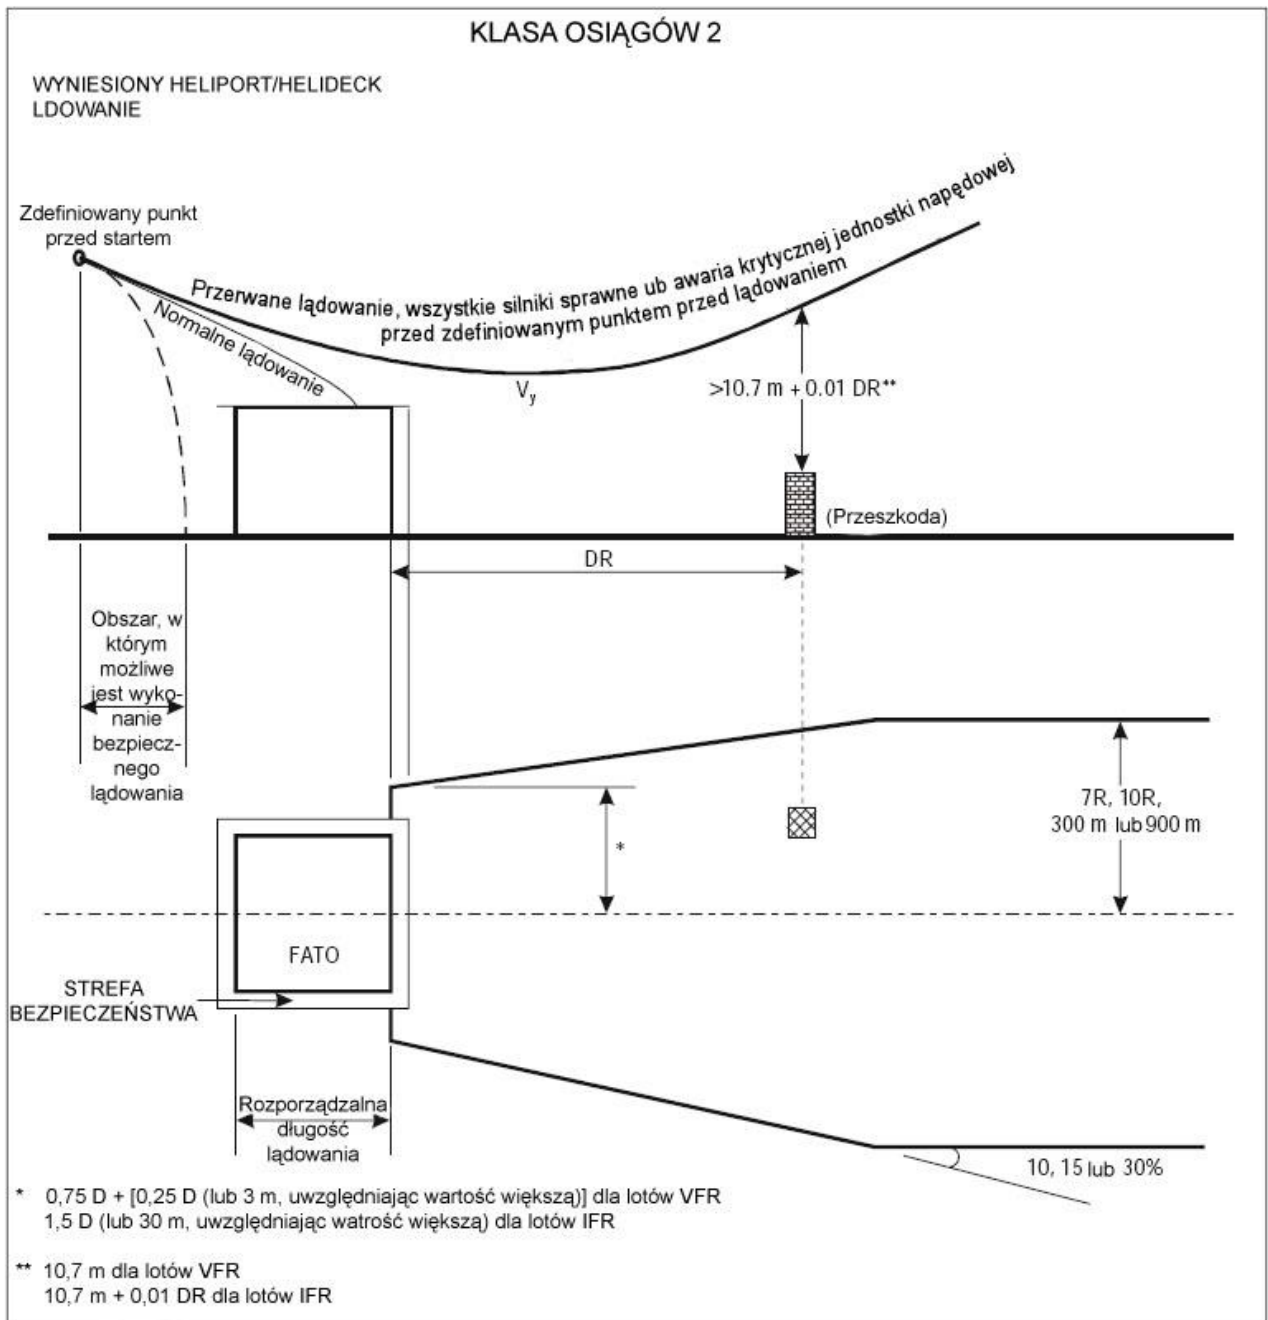 KLASA OSIĄGÓW 2
WYNIESIONY HELIPORT/HELIDECK
LDOWANIE
Zdefiniowany punkt
przed startem
Przerwane lądowanie, wszystkie silniki sprawne ub awaria krytycznej jednostki napędowej
przed zdefiniowanym punktem przed lądowaniem
Normalne lądowanie
Vy
>10.7 m + 0.01 DR**
(Przeszkoda)
DR
Obszar, w
którym
możliwe
jest wyko-
nanie
bezpiecz-
nego
lądowania
7R, 10R,
300 m lub 900 m
*
FATO
STREFA
BEZPIECZEŃSTWA
Rozporządzalna
długość
lądowania
10, 15 lub 30%
* 0,75 D + [0,25 D (lub 3 m, uwzględniając wartość większą)] dla lotów VFR
1,5 D (lub 30 m, uwzględniając watrość większą) dla lotów IFR
** 10,7 m dla lotów VFR
10,7 m + 0,01 DR dla lotów IFR